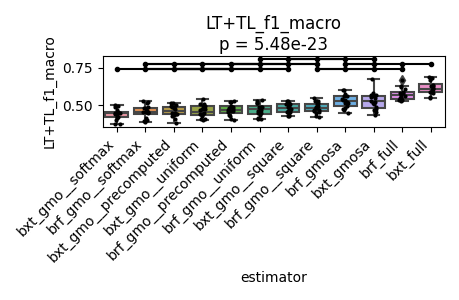 LT+TL_f1_macro
p = 5.48e-23
LT+TL_f1_macro
0.75
0.50
bxt_gmo__softmax
brf_gmo__softmax
bxt_gmo__precomputed
bxt_gmo__uniform
brf_gmo__precomputed
brf_gmo__uniform
bxt_gmo__square
brf_gmo__square
brf_gmosa
bxt_gmosa
brf_full
bxt_full
estimator